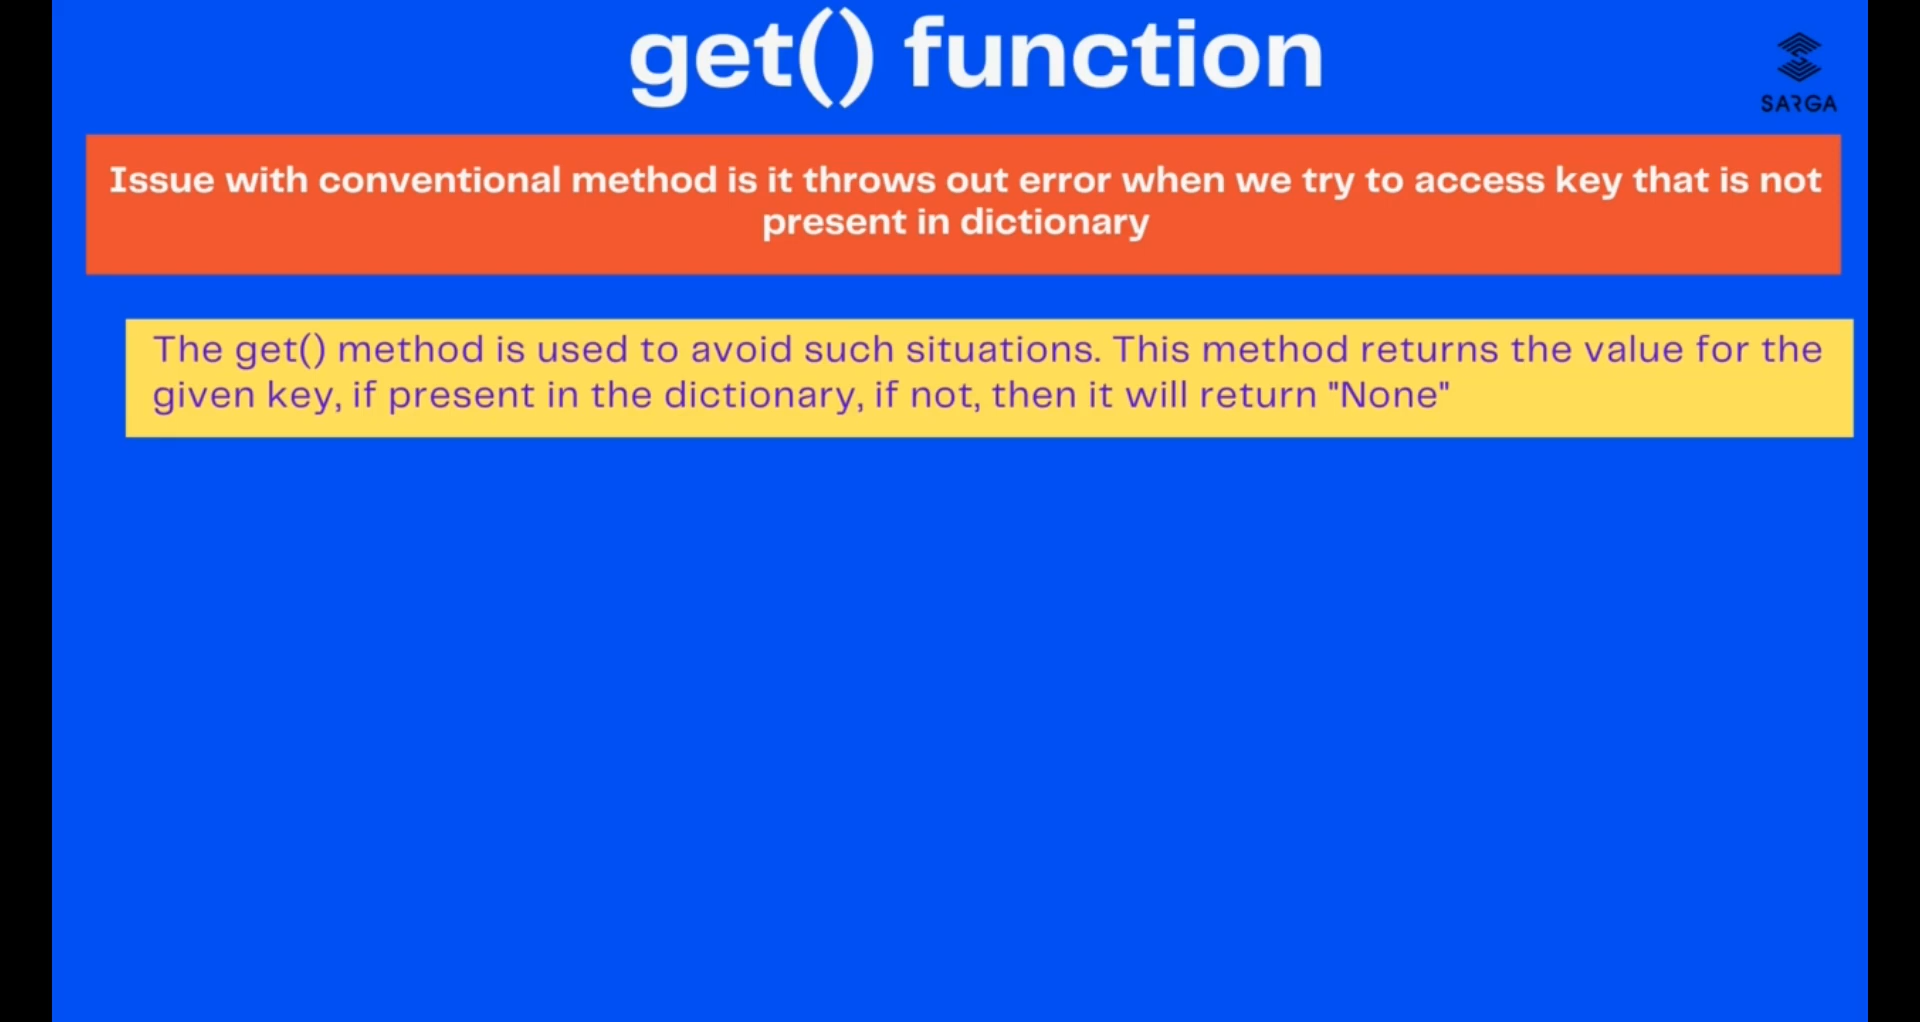 get() function
SARGA
Issue with conventional method is it throws out error when we try to access key that is not
present in dictionary
The get() method is used to avoid such situations. This method returns the value for the
given key, if present in the dictionary, if not, then it will return "None"